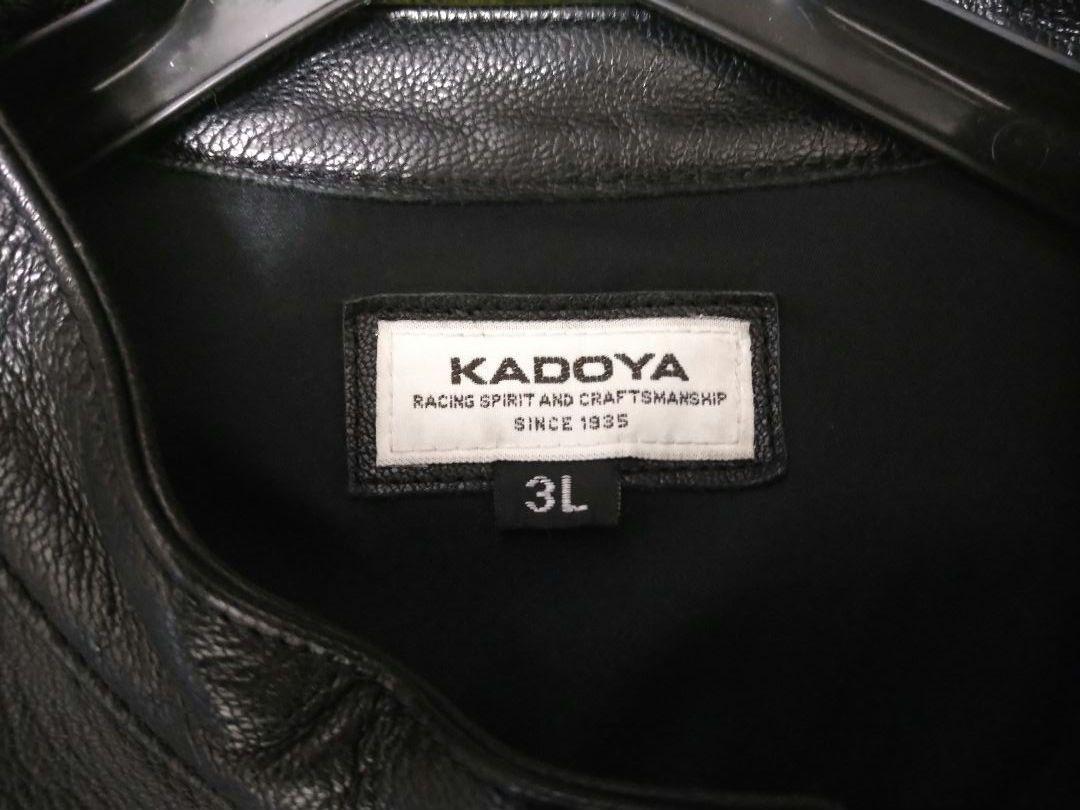 KADOYA
RACING SPIRIT AND CRAFTSMANSHIP
SINCE 1935
3L